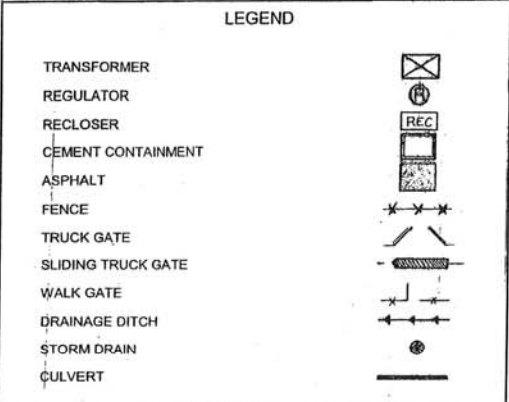 LEGEND
TRANSFORMER
REGULATOR
RECLOSER REC
CEMENT CONTAINMENT
ASPHALT
FENCE
TRUCK GATE
SLIDING TRUCK GATE
WALK GATE
DRAINAGE DITCH
STORM DRAIN
CULVERT